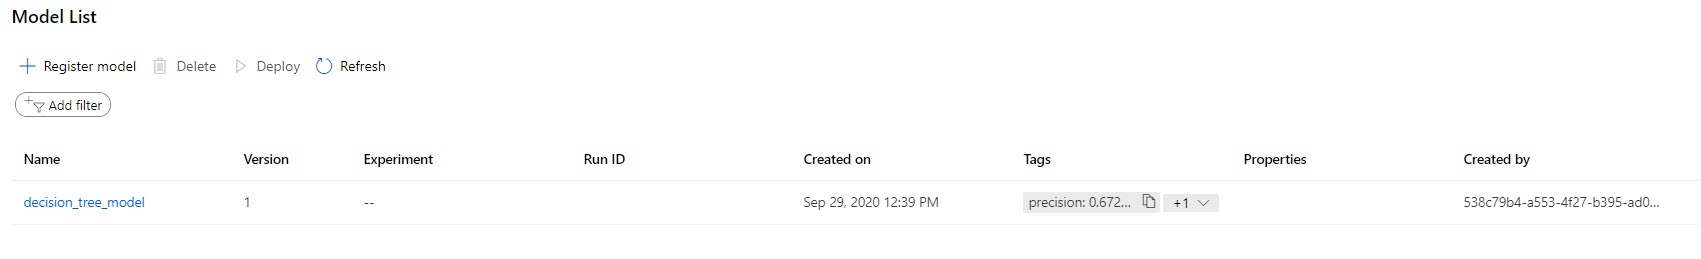 Model List
Register model Delete Deploy Refresh
Add filter
Name Version Experiment Run ID Created on Tags Properties Created by
decision_tree_model 1 -- Sep 29, 2020 12:39 PM precision: 0.672... +1 538c79b4-a553-4f27-b395-ad0...